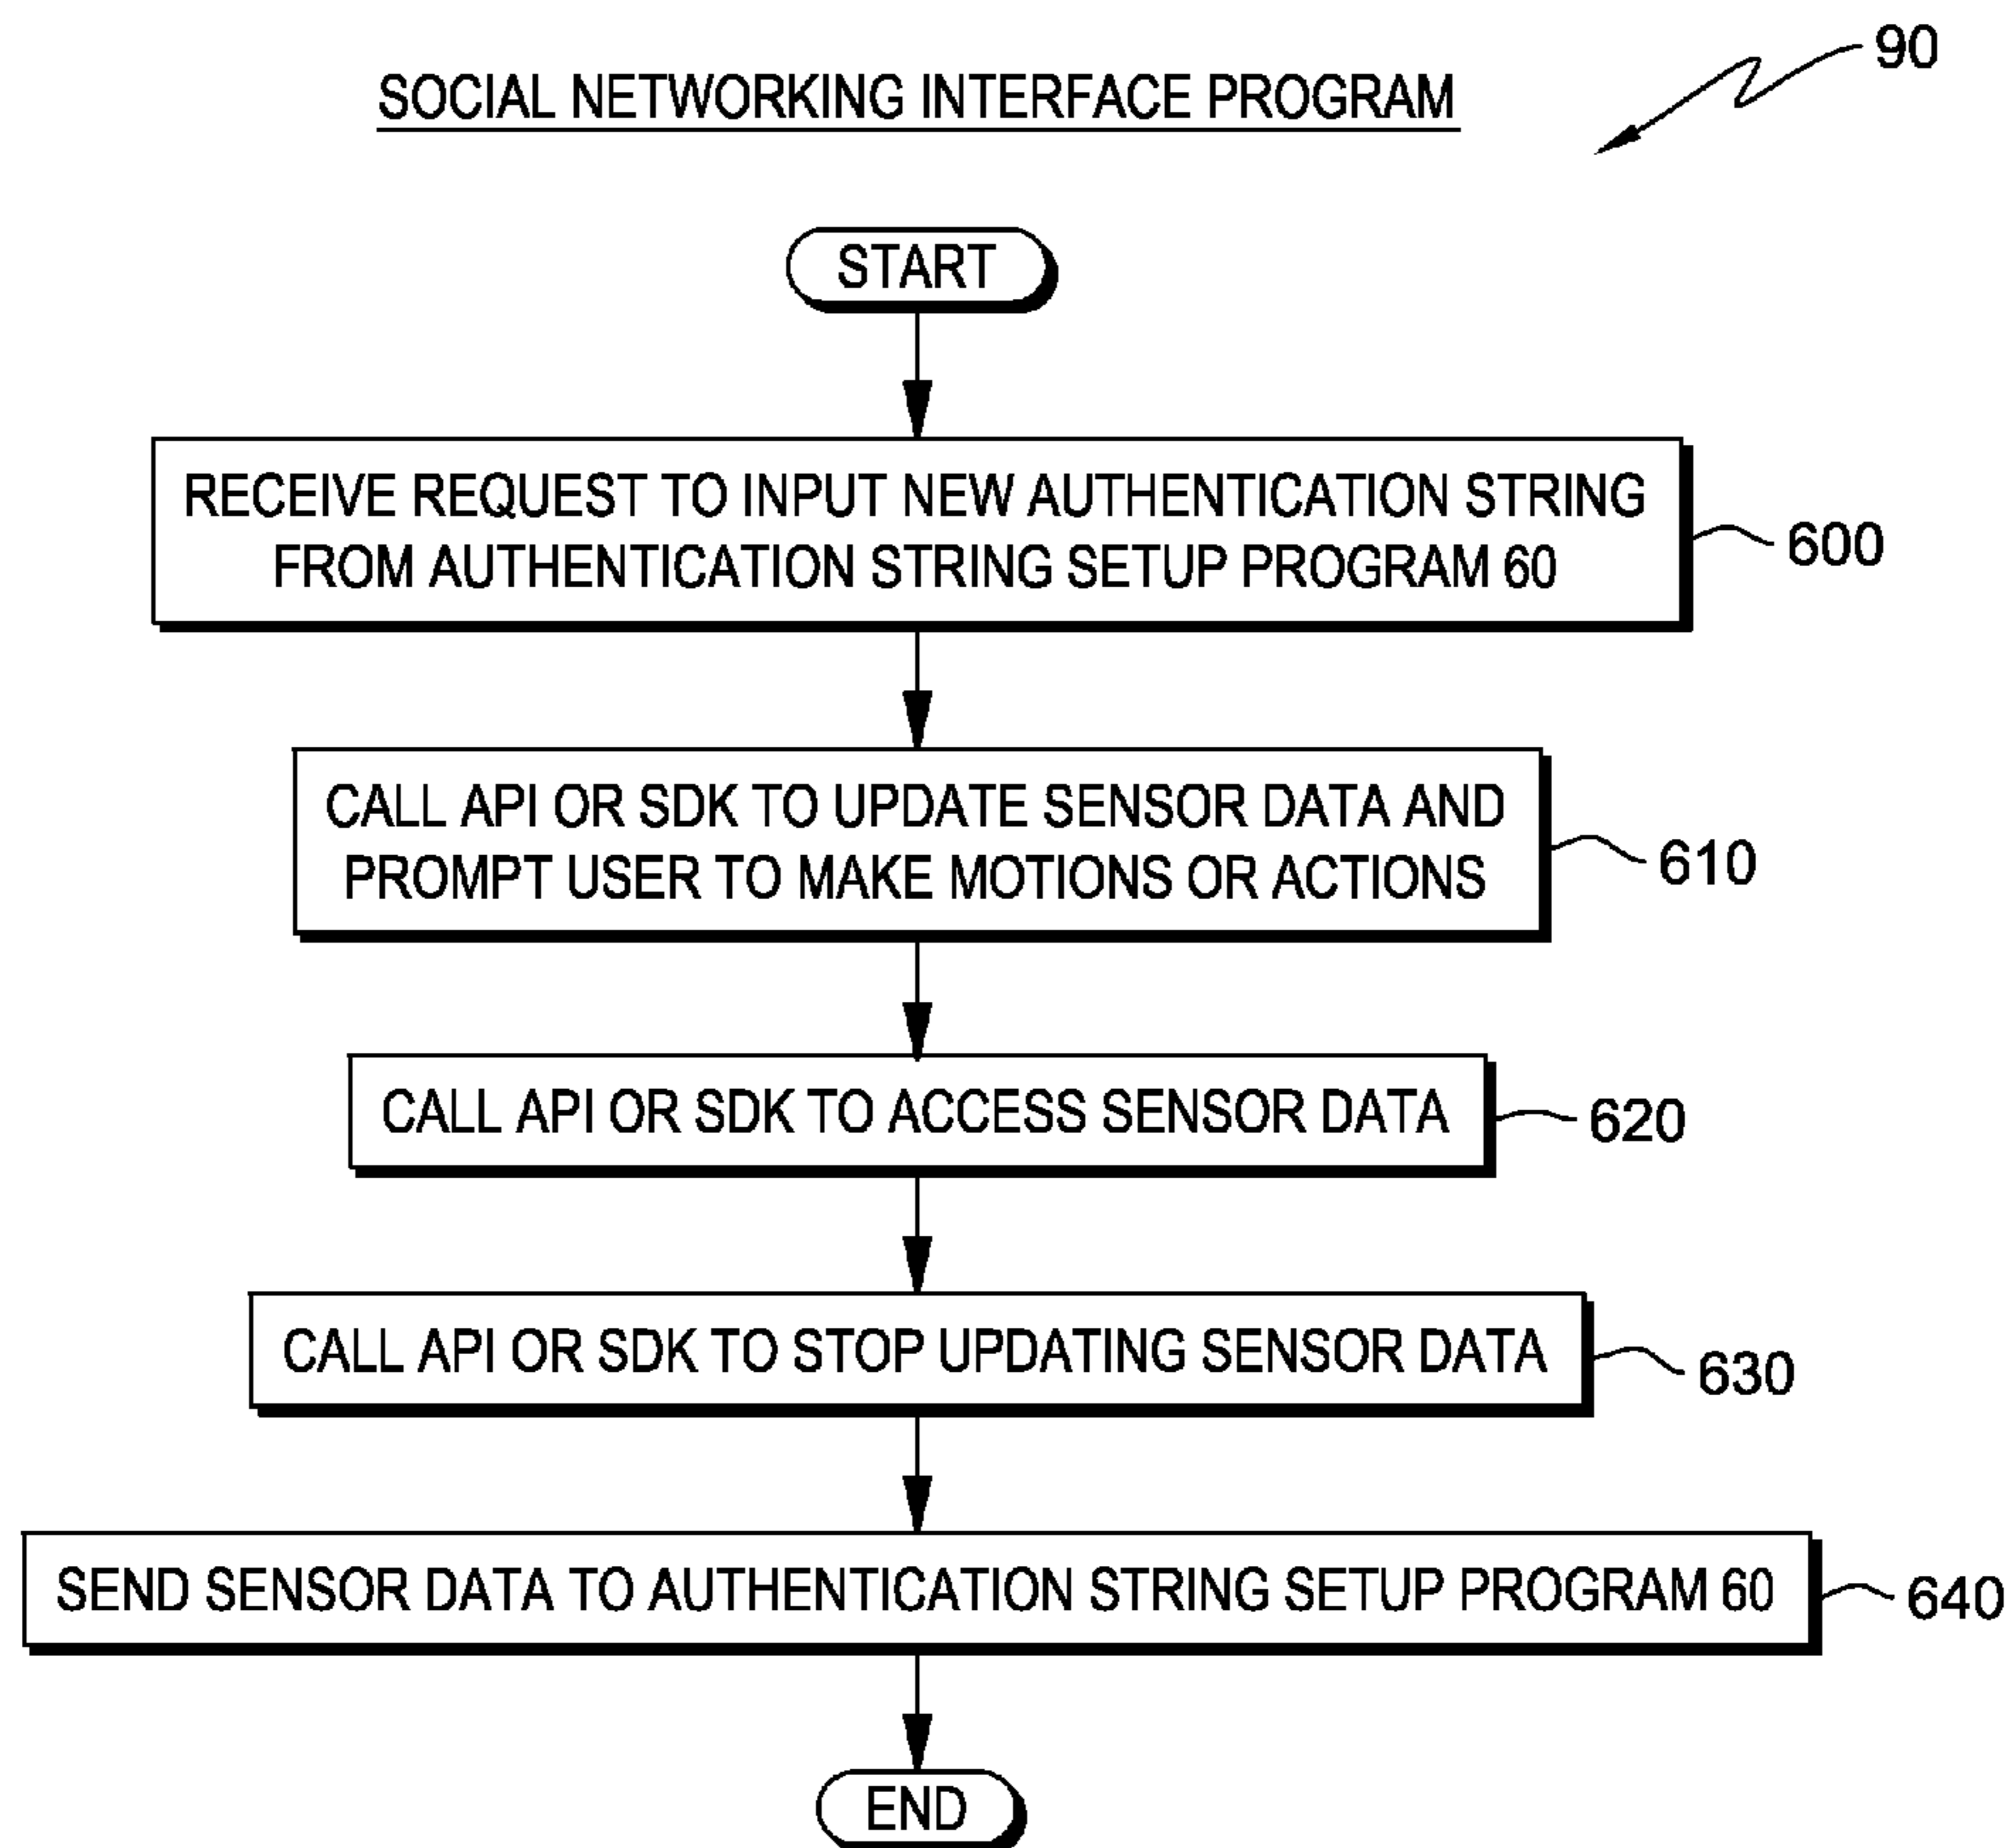 90
SOCIAL NETWORKING INTERFACE PROGRAM
START
RECEIVE REQUEST TO INPUT NEW AUTHENTICATION STRING
FROM AUTHENTICATION STRING SETUP PROGRAM 60
600
CALL API OR SDK TO UPDATE SENSOR DATA AND
PROMPT USER TO MAKE MOTIONS OR ACTIONS
610
CALL API OR SDK TO ACCESS SENSOR DATA
620
CALL API OR SDK TO STOP UPDATING SENSOR DATA
630
SEND SENSOR DATA TO AUTHENTICATION STRING SETUP PROGRAM 60
640
END